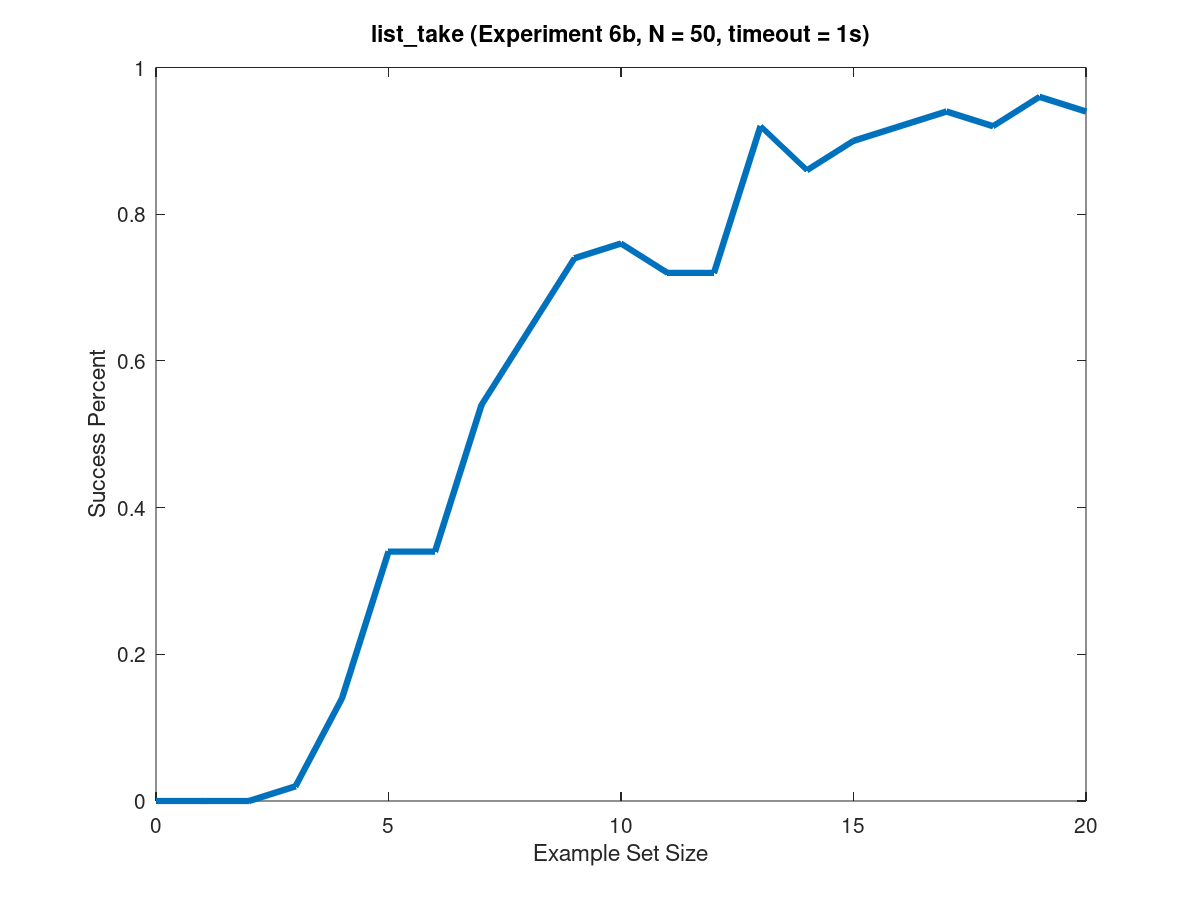 list_take (Experiment 6b, N = 50, timeout = 1s)
1
0.8
0.6
0.4
0.2
0
Success Percent
0 5 10 15 20
Example Set Size